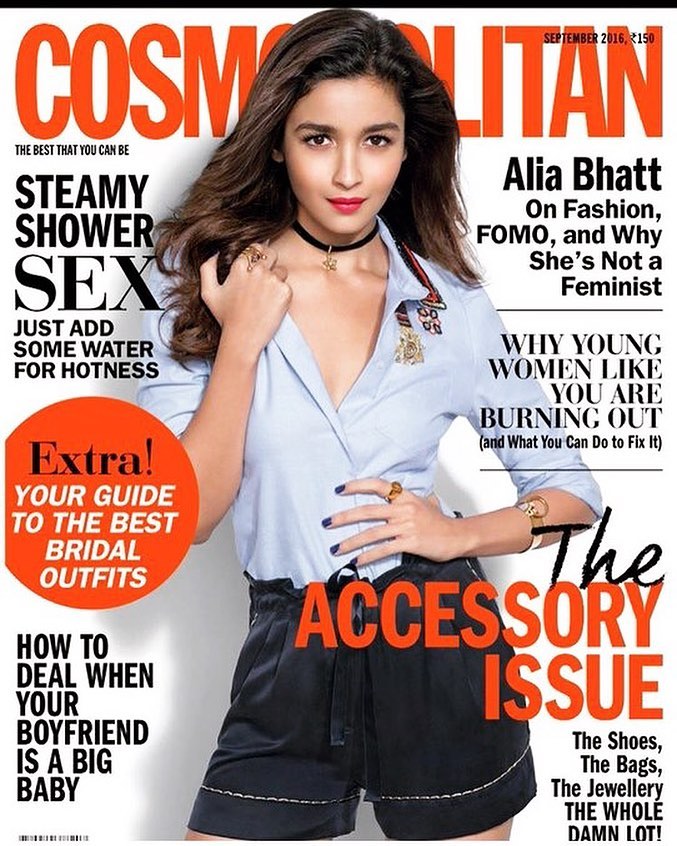 COSMOPOLITAN
SEPTEMBER 2016, ₹150
THE BEST THAT YOU CAN BE
STEAMY
SHOWER
SEX
JUST ADD
SOME WATER
FOR HOTNESS
Alia Bhatt
On Fashion,
FOMO, and Why
She's Not a
Feminist
WHY YOUNG
WOMEN LIKE
YOU ARE
BURNING OUT
(and What You Can Do to Fix It)
Extra!
YOUR GUIDE
TO THE BEST
BRIDAL
OUTFITS
The
ACCESSORY
ISSUE
HOW TO
DEAL WHEN
YOUR
BOYFRIEND
IS A BIG
BABY
The Shoes,
The Bags,
The Jewellery
THE WHOLE
DAMN LOT!